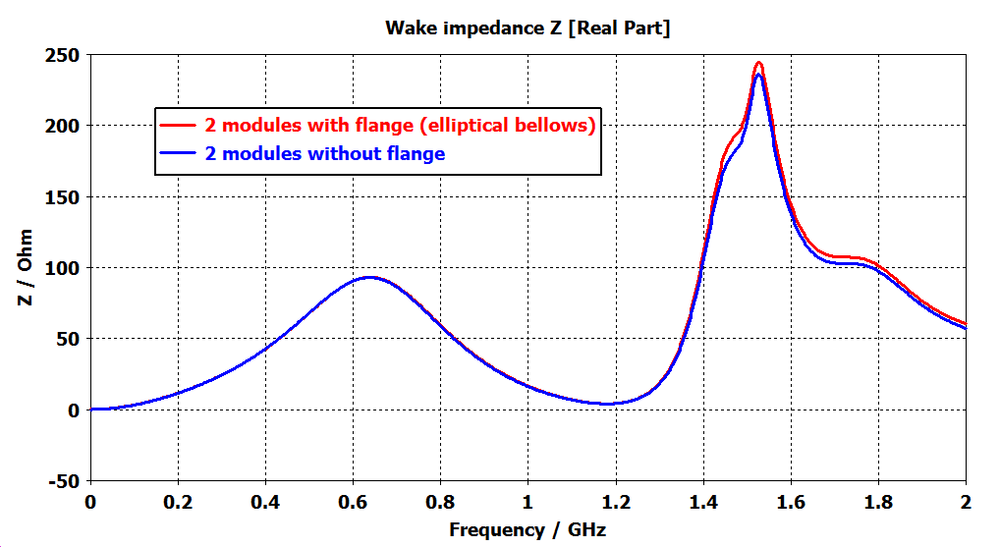 Wake impedance Z [Real Part]
250
200
150
100
50
0
-50
Z / Ohm
2 modules with flange (elliptical bellows)
2 modules without flange
0 0.2 0.4 0.6 0.8 1 1.2 1.4 1.6 1.8 2
Frequency / GHz